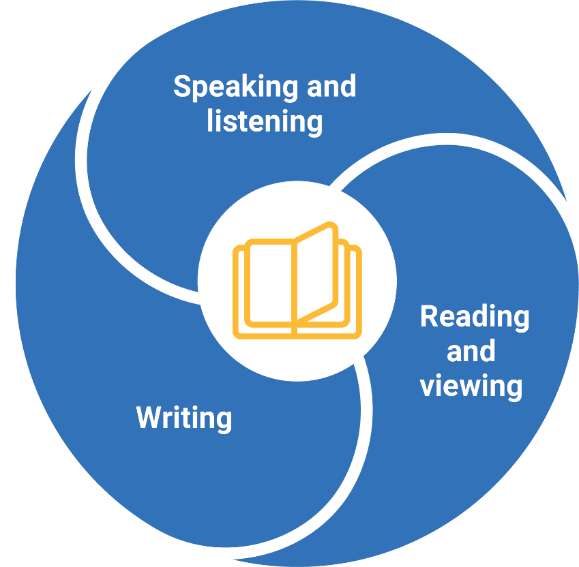 Speaking and
listening
Reading
and
viewing
Writing